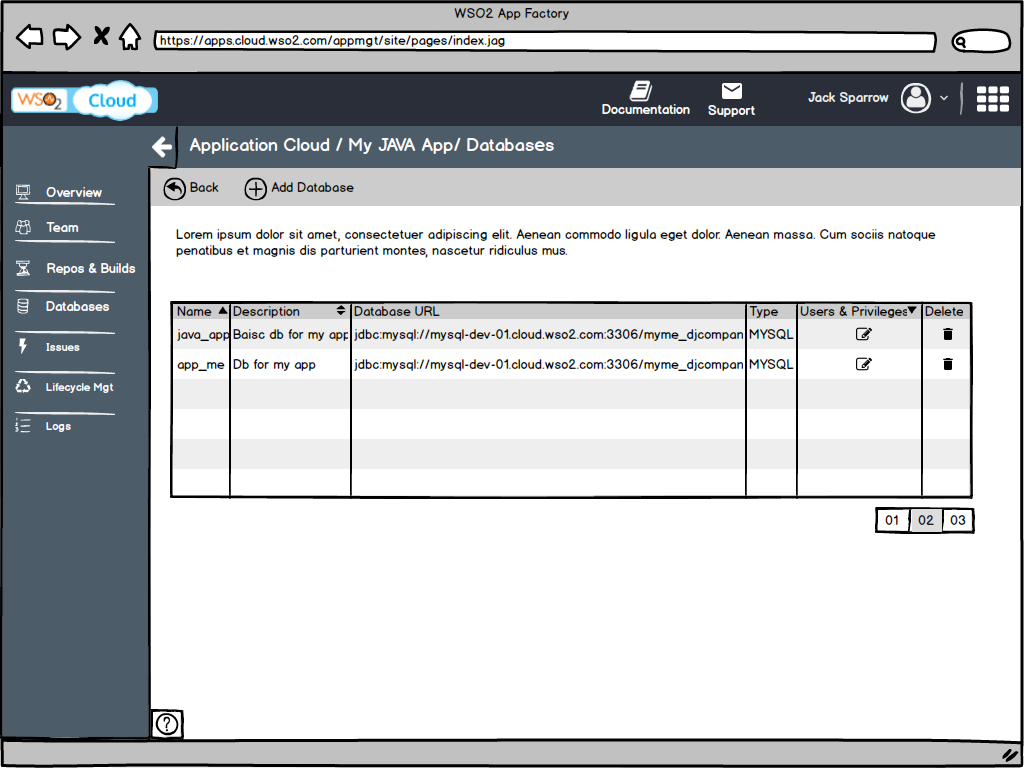 WSO2 App Factory
https://apps.cloud.wso2.com/appmgt/site/pages/index.jag
WSO2 Cloud
Documentation
Support
Jack Sparrow
Application Cloud / My JAVA App/ Databases
Overview
Team
Repos & Builds
Databases
Issues
Lifecycle Mgt
Logs
Back
Add Database
Lorem ipsum dolor sit amet, consectetuer adipiscing elit. Aenean commodo ligula eget dolor. Aenean massa. Cum sociis natoque
penatibus et magnis dis parturient montes, nascetur ridiculus mus.
Name Description Database URL Type Users & Privileges Delete
java_app Baisc db for my app jdbc:mysql://mysql-dev-01.cloud.wso2.com:3306/myme_djcompan MYSQL
app_me Db for my app jdbc:mysql://mysql-dev-01.cloud.wso2.com:3306/myme_djcompan MYSQL
01 02 03
?